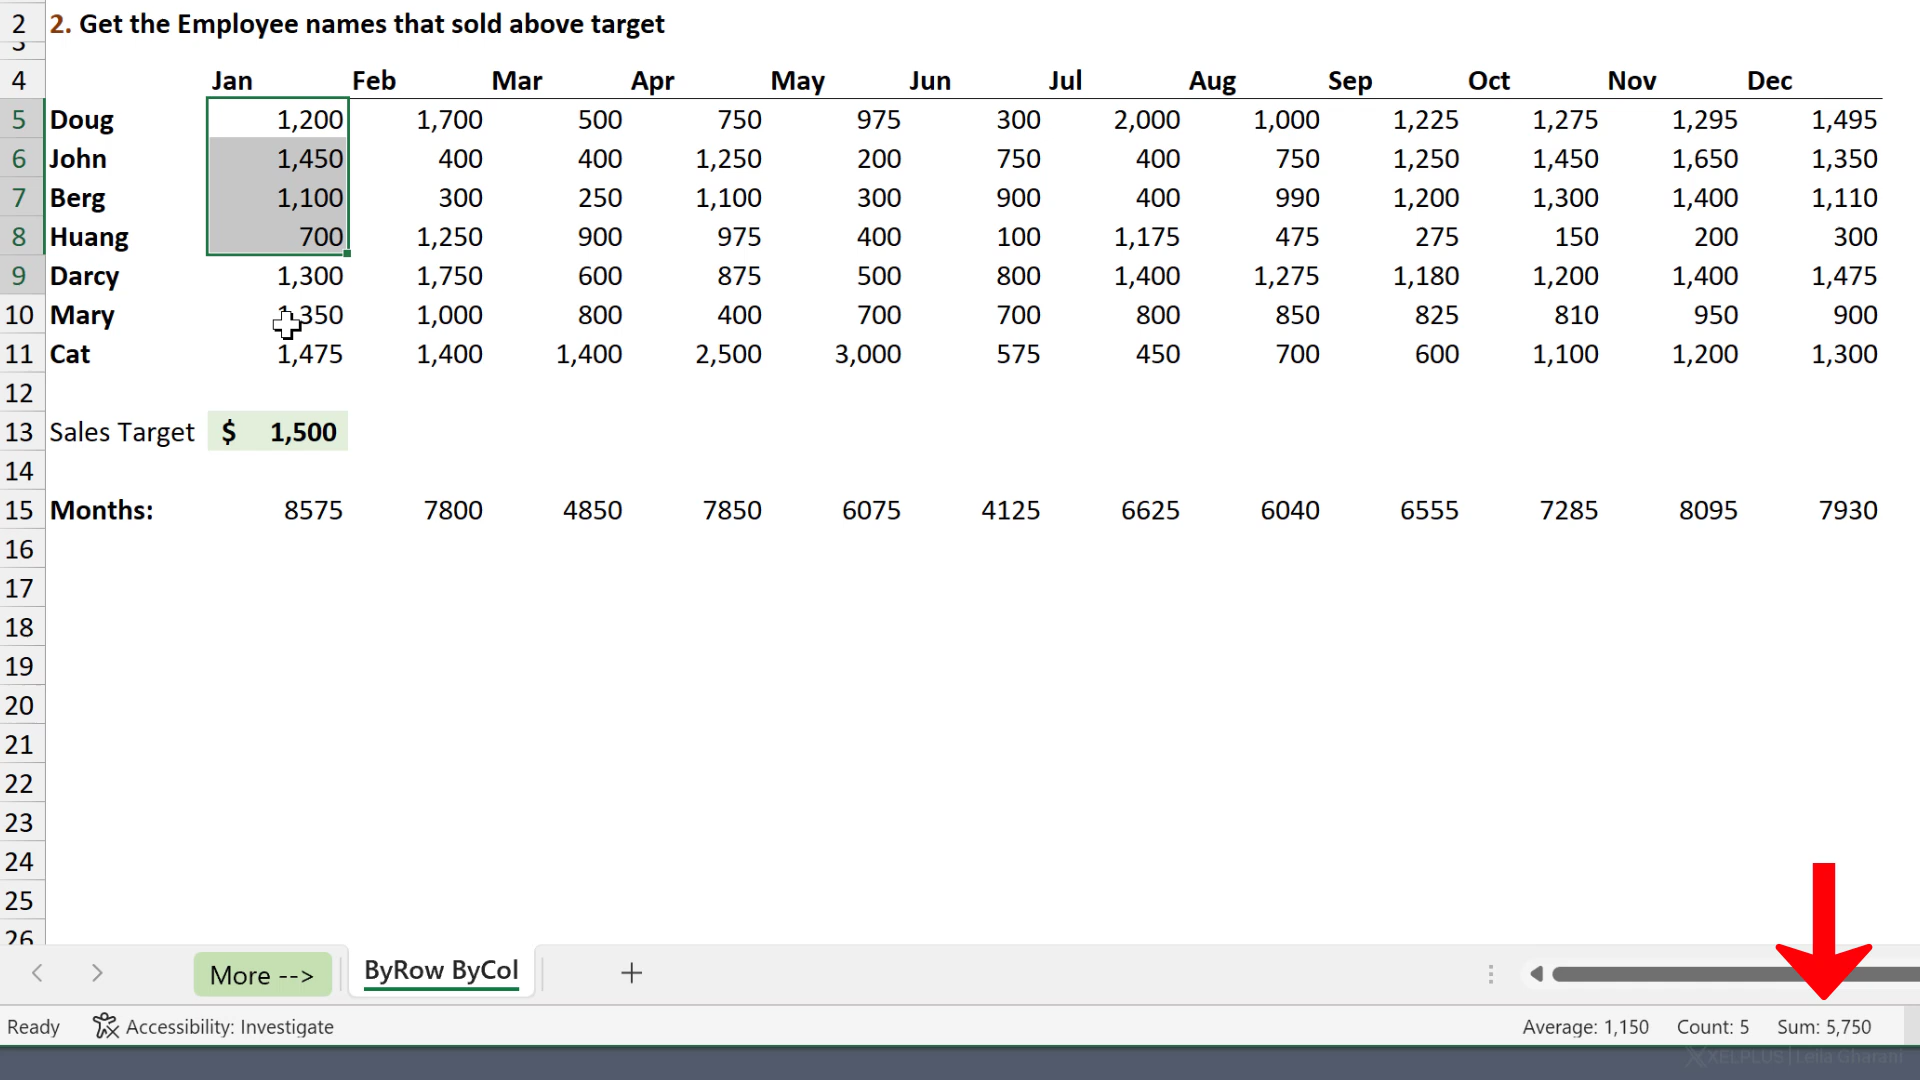 2 2. Get the Employee names that sold above target
3
4 Jan Feb Mar Apr May Jun Jul Aug Sep Oct Nov Dec
5 Doug 1,200 1,700 500 750 975 300 2,000 1,000 1,225 1,275 1,295 1,495
6 John 1,450 400 400 1,250 200 750 400 750 1,250 1,450 1,650 1,350
7 Berg 1,100 300 250 1,100 300 900 400 990 1,200 1,300 1,400 1,110
8 Huang 700 1,250 900 975 400 100 1,175 475 275 150 200 300
9 Darcy 1,300 1,750 600 875 500 800 1,400 1,275 1,180 1,200 1,400 1,475
10 Mary 1,350 1,000 800 400 700 700 800 850 825 810 950 900
11 Cat 1,475 1,400 1,400 2,500 3,000 575 450 700 600 1,100 1,200 1,300
12
13 Sales Target $ 1,500
14
15 Months: 8575 7800 4850 7850 6075 4125 6625 6040 6555 7285 8095 7930
16
17
18
19
20
21
22
23
24
25
26
More --> ByRow ByCol
Ready Accessibility: Investigate Average: 1,150 Count: 5 Sum: 5,750
XELPLUS | Leila Gharani